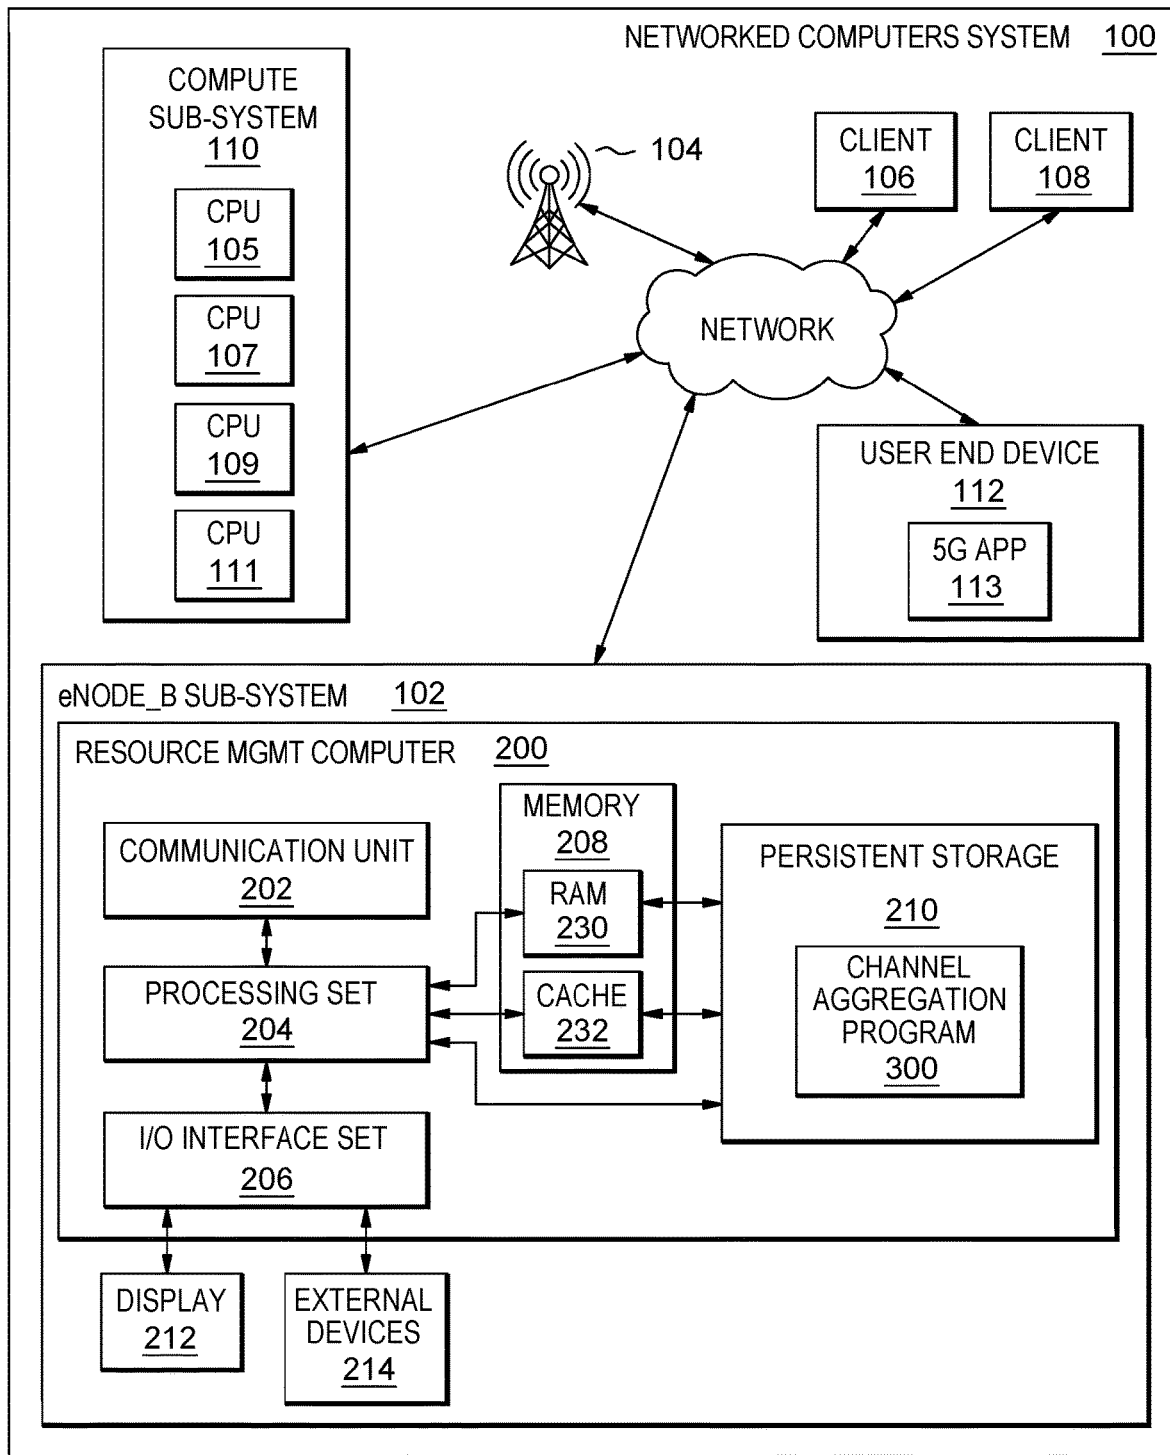 NETWORKED COMPUTERS SYSTEM 100
COMPUTE
SUB-SYSTEM
110
CPU
105
CPU
107
CPU
109
CPU
111
104
CLIENT
106
CLIENT
108
NETWORK
USER END DEVICE
112
5G APP
113
eNODE_B SUB-SYSTEM 102
RESOURCE MGMT COMPUTER 200
COMMUNICATION UNIT
202
PROCESSING SET
204
I/O INTERFACE SET
206
MEMORY
208
RAM
230
CACHE
232
PERSISTENT STORAGE
210
CHANNEL
AGGREGATION
PROGRAM
300
DISPLAY
212
EXTERNAL
DEVICES
214